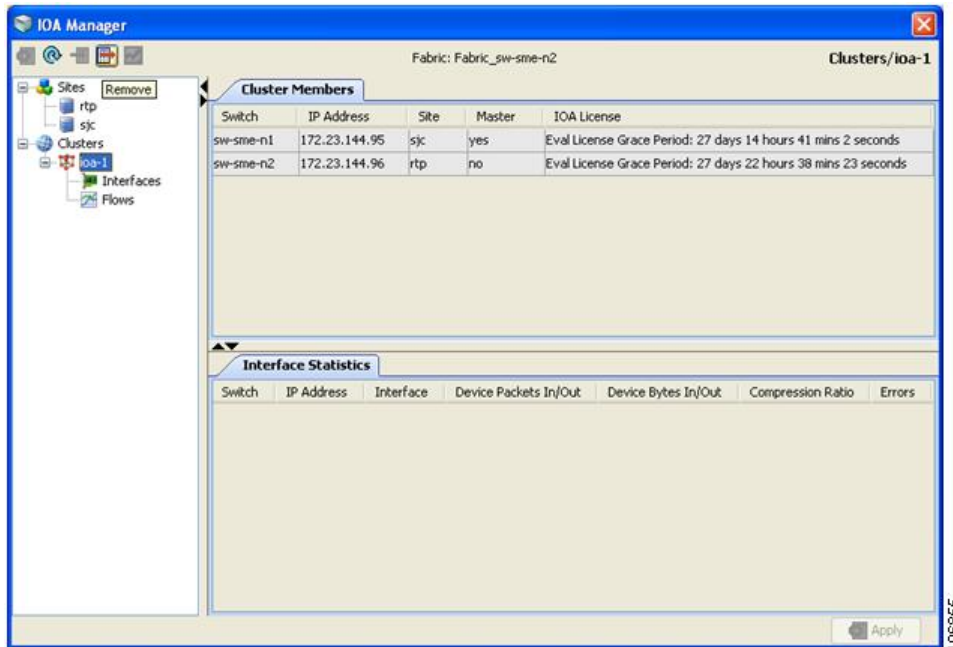 IOA Manager
Fabric: Fabric_sw-sme-n2
Clusters/ioa-1
Sites
Remove
rtp
sjc
Clusters
ioa-1
Interfaces
Flows
Cluster Members
Switch IP Address Site Master IOA License
sw-sme-n1 172.23.144.95 sjc yes Eval License Grace Period: 27 days 14 hours 41 mins 2 seconds
sw-sme-n2 172.23.144.96 rtp no Eval License Grace Period: 27 days 22 hours 38 mins 23 seconds
Interface Statistics
Switch IP Address Interface Device Packets In/Out Device Bytes In/Out Compression Ratio Errors
Apply